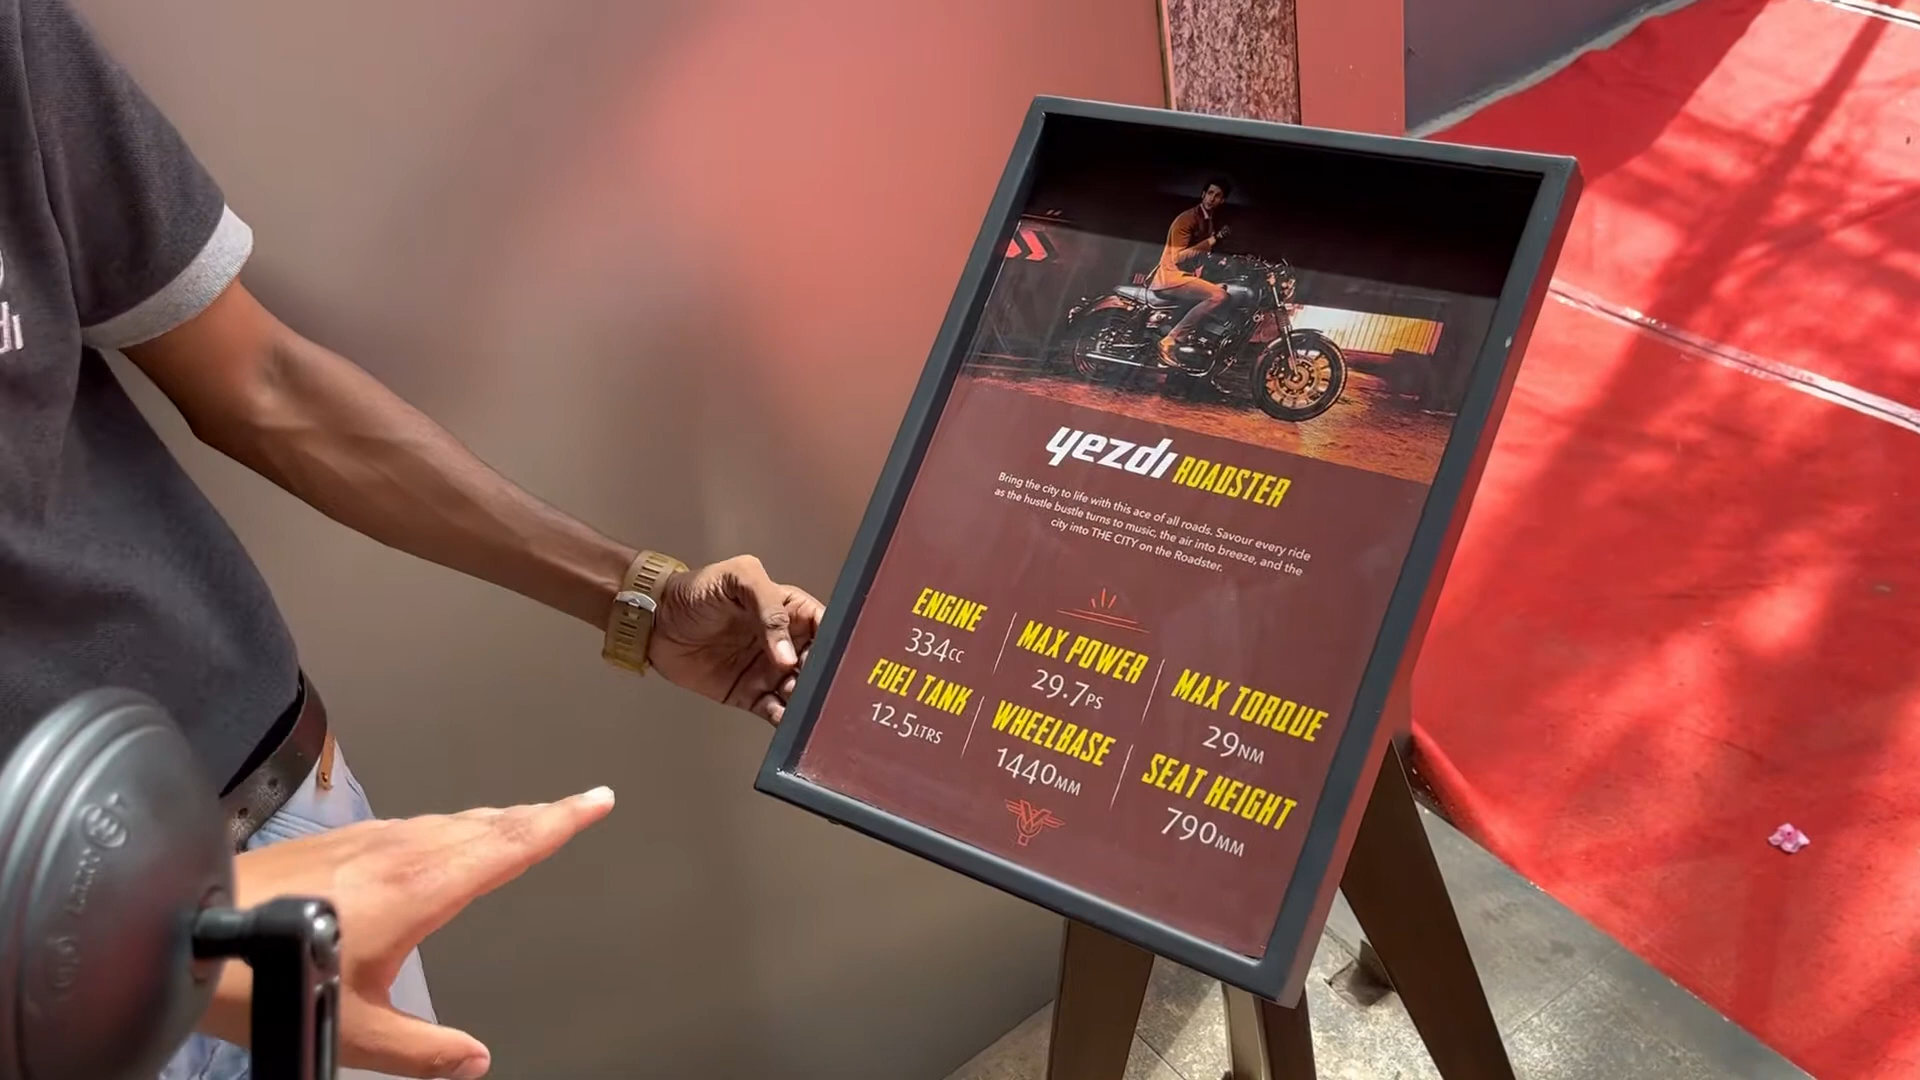 yezdi ROADSTER
Bring the city to life with this ace of all roads. Savour every ride
as the hustle bustle turns to music, the air into breeze, and the
city into THE CITY on the Roadster.
ENGINE
334CC
MAX POWER
29.7PS
MAX TORQUE
29NM
FUEL TANK
12.5LTRS
WHEELBASE
1440MM
SEAT HEIGHT
790MM